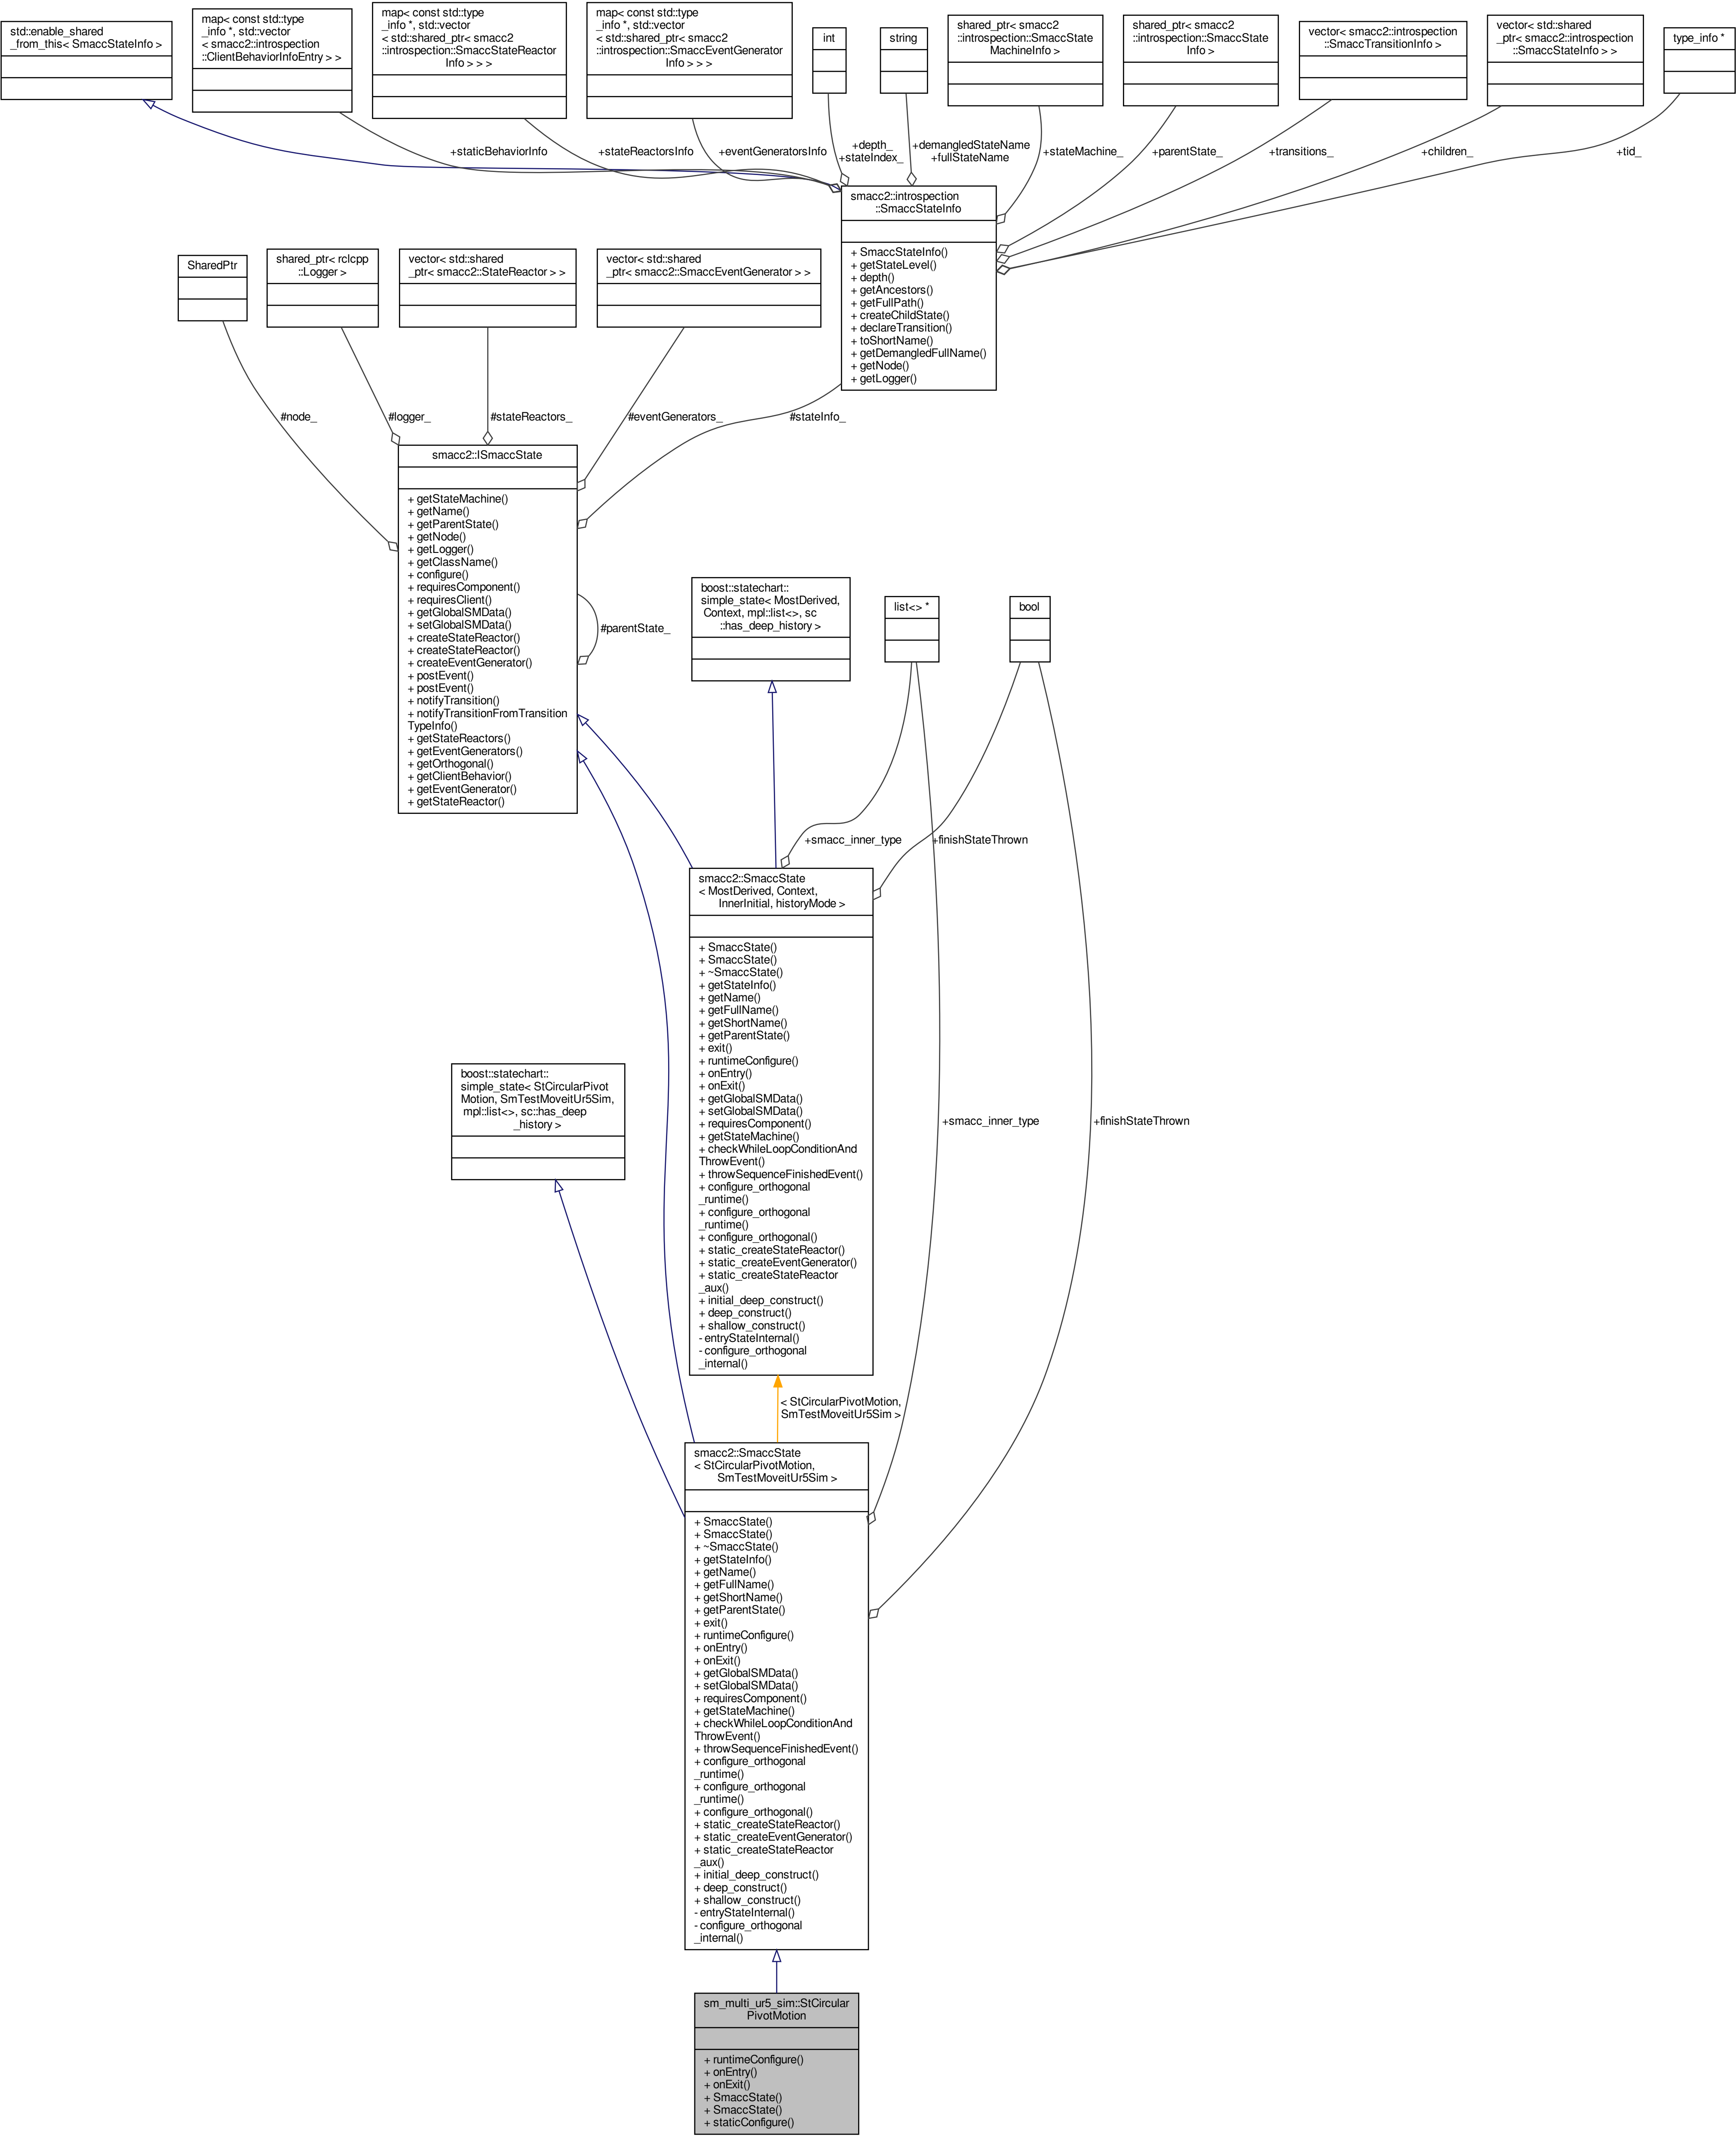 std::enable_shared
_from_this< SmaccStateInfo >
map< const std::type
_info *, std::vector
< smacc2::introspection
::ClientBehaviorInfoEntry > >
map< const std::type
_info *, std::vector
< std::shared_ptr< smacc2
::introspection::SmaccStateReactor
Info > > >
map< const std::type
_info *, std::vector
< std::shared_ptr< smacc2
::introspection::SmaccEventGenerator
Info > > >
int
string
shared_ptr< smacc2
::introspection::SmaccState
MachineInfo >
shared_ptr< smacc2
::introspection::SmaccState
Info >
vector< smacc2::introspection
::SmaccTransitionInfo >
vector< std::shared
_ptr< smacc2::introspection
::SmaccStateInfo > >
type_info *
+staticBehaviorInfo
+stateReactorsInfo
+eventGeneratorsInfo
+depth_
+stateIndex_
+demangledStateName
+fullStateName
+stateMachine_
+parentState_
+transitions_
+children_
+tid_
smacc2::introspection
::SmaccStateInfo
+ SmaccStateInfo()
+ getStateLevel()
+ depth()
+ getAncestors()
+ getFullPath()
+ createChildState()
+ declareTransition()
+ toShortName()
+ getDemangledFullName()
+ getNode()
+ getLogger()
SharedPtr
shared_ptr< rclcpp
::Logger >
vector< std::shared
_ptr< smacc2::StateReactor > >
vector< std::shared
_ptr< smacc2::SmaccEventGenerator > >
#node_
#logger_
#stateReactors_
#eventGenerators_
#stateInfo_
smacc2::ISmaccState
+ getStateMachine()
+ getName()
+ getParentState()
+ getNode()
+ getLogger()
+ getClassName()
+ configure()
+ requiresComponent()
+ requiresClient()
+ getGlobalSMData()
+ setGlobalSMData()
+ createStateReactor()
+ createStateReactor()
+ createEventGenerator()
+ postEvent()
+ postEvent()
+ notifyTransition()
+ notifyTransitionFromTransition
TypeInfo()
+ getStateReactors()
+ getEventGenerators()
+ getOrthogonal()
+ getClientBehavior()
+ getEventGenerator()
+ getStateReactor()
#parentState_
boost::statechart::
simple_state< MostDerived,
Context, mpl::list<>, sc
::has_deep_history >
list<> *
bool
+smacc_inner_type
+finishStateThrown
smacc2::SmaccState
< MostDerived, Context,
InnerInitial, historyMode >
+ SmaccState()
+ SmaccState()
+ ~SmaccState()
+ getStateInfo()
+ getName()
+ getFullName()
+ getShortName()
+ getParentState()
+ exit()
+ runtimeConfigure()
+ onEntry()
+ onExit()
+ getGlobalSMData()
+ setGlobalSMData()
+ requiresComponent()
+ getStateMachine()
+ checkWhileLoopConditionAnd
ThrowEvent()
+ throwSequenceFinishedEvent()
+ configure_orthogonal
_runtime()
+ configure_orthogonal
_runtime()
+ configure_orthogonal()
+ static_createStateReactor()
+ static_createEventGenerator()
+ static_createStateReactor
_aux()
+ initial_deep_construct()
+ deep_construct()
+ shallow_construct()
- entryStateInternal()
- configure_orthogonal
_internal()
boost::statechart::
simple_state< StCircularPivot
Motion, SmTestMoveitUr5Sim,
mpl::list<>, sc::has_deep
_history >
+smacc_inner_type
+finishStateThrown
< StCircularPivotMotion,
SmTestMoveitUr5Sim >
smacc2::SmaccState
< StCircularPivotMotion,
SmTestMoveitUr5Sim >
+ SmaccState()
+ SmaccState()
+ ~SmaccState()
+ getStateInfo()
+ getName()
+ getFullName()
+ getShortName()
+ getParentState()
+ exit()
+ runtimeConfigure()
+ onEntry()
+ onExit()
+ getGlobalSMData()
+ setGlobalSMData()
+ requiresComponent()
+ getStateMachine()
+ checkWhileLoopConditionAnd
ThrowEvent()
+ throwSequenceFinishedEvent()
+ configure_orthogonal
_runtime()
+ configure_orthogonal
_runtime()
+ configure_orthogonal()
+ static_createStateReactor()
+ static_createEventGenerator()
+ static_createStateReactor
_aux()
+ initial_deep_construct()
+ deep_construct()
+ shallow_construct()
- entryStateInternal()
- configure_orthogonal
_internal()
sm_multi_ur5_sim::StCircular
PivotMotion
+ runtimeConfigure()
+ onEntry()
+ onExit()
+ SmaccState()
+ SmaccState()
+ staticConfigure()